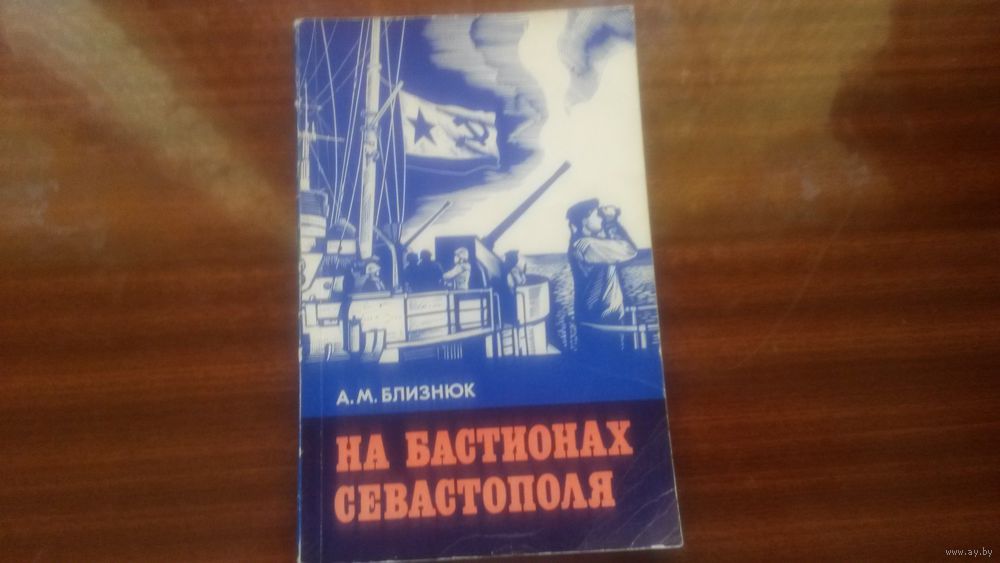 А. М. БЛИЗНЮК
НА БАСТИОНАХ
СЕВАСТОПОЛЯ
www.ay.by